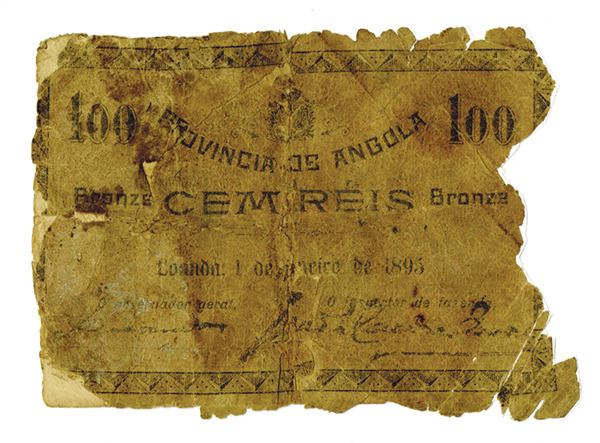 100 100
PROVINCIA DE ANGOLA
Bronze CEM RÉIS Bronze
Loanda, 1 de janeiro de 1895
O governador geral, O inspector de fazenda